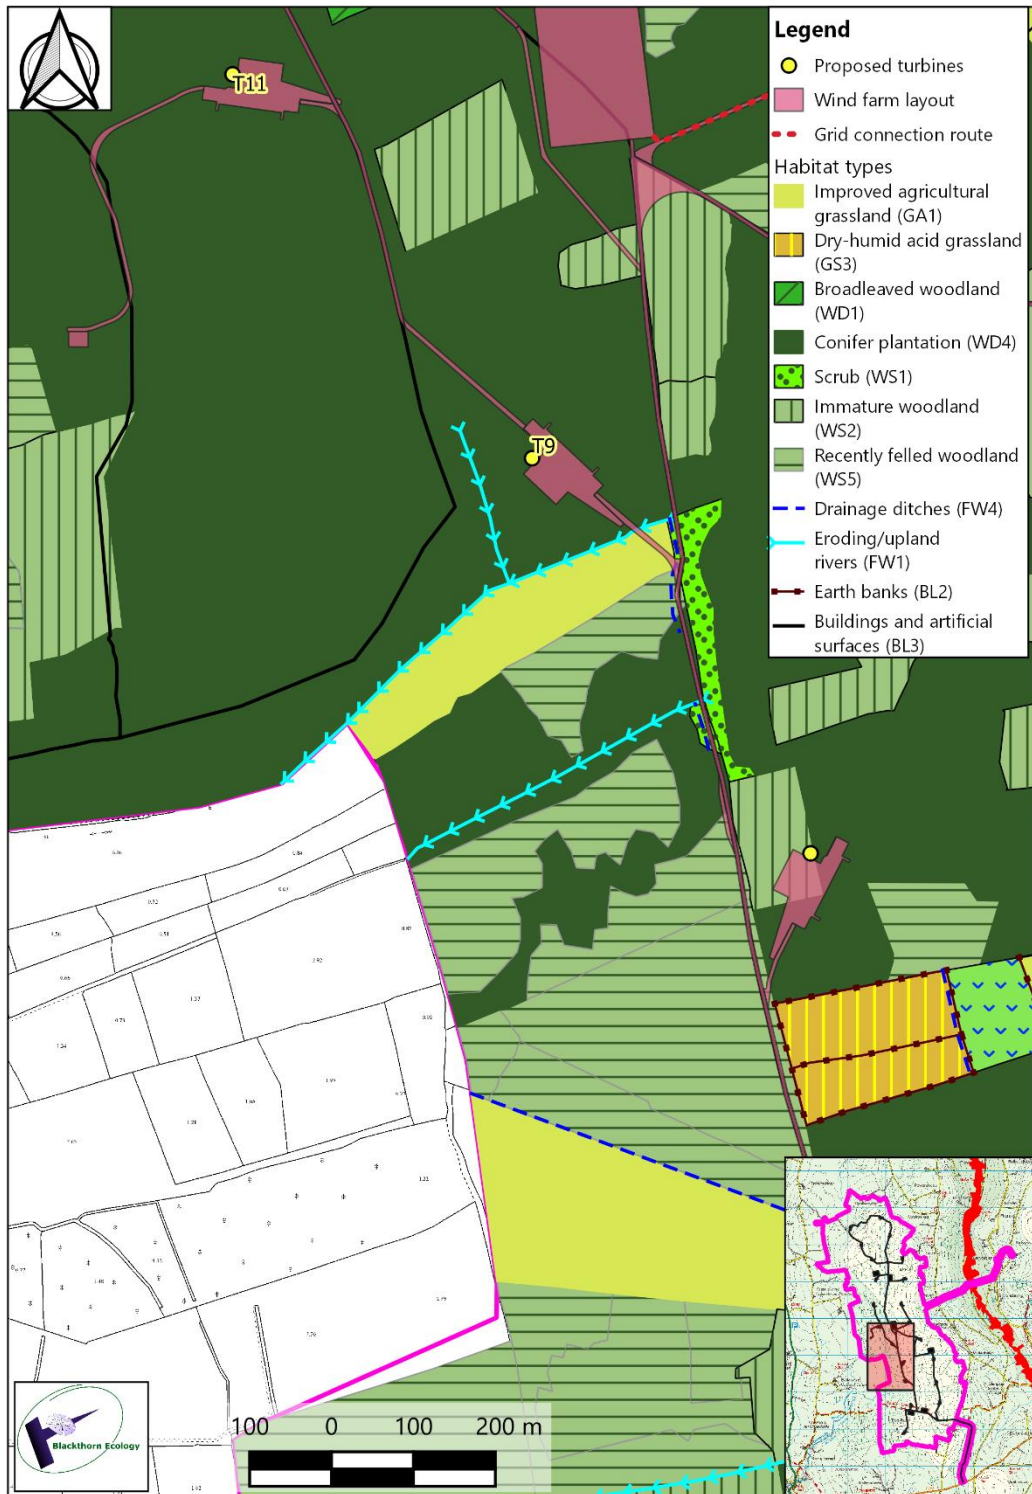 Legend
Proposed turbines
Wind farm layout
Grid connection route
Habitat types
Improved agricultural
grassland (GA1)
Dry-humid acid grassland
(GS3)
Broadleaved woodland
(WD1)
Conifer plantation (WD4)
Scrub (WS1)
Immature woodland
(WS2)
Recently felled woodland
(WS5)
Drainage ditches (FW4)
Eroding/upland
rivers (FW1)
Earth banks (BL2)
Buildings and artificial
surfaces (BL3)
T11
T9
100 0 100 200 m
Blackthorn Ecology